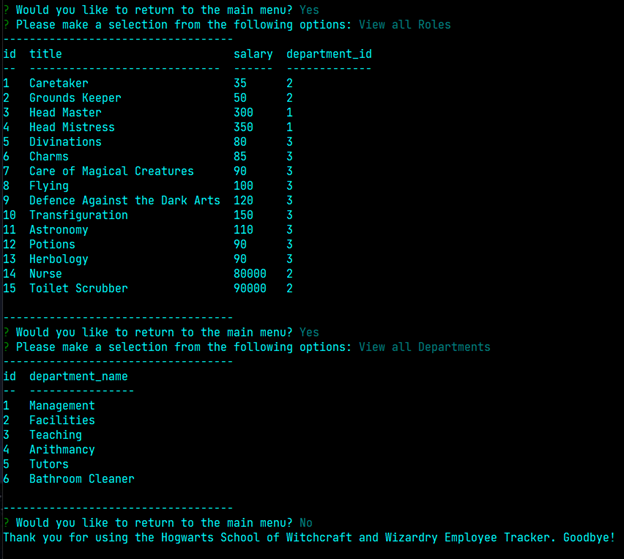 ? Would you like to return to the main menu? Yes
? Please make a selection from the following options: View all Roles
-----------------------------------
id  title                          salary  department_id
--  -----------------------------  ------  -------------
1   Caretaker                      35      2
2   Grounds Keeper                 50      2
3   Head Master                    300     1
4   Head Mistress                  350     1
5   Divinations                    80      3
6   Charms                         85      3
7   Care of Magical Creatures      90      3
8   Flying                         100     3
9   Defence Against the Dark Arts  120     3
10  Transfiguration                150     3
11  Astronomy                      110     3
12  Potions                        90      3
13  Herbology                      90      3
14  Nurse                          80000   2
15  Toilet Scrubber                90000   2
-----------------------------------
? Would you like to return to the main menu? Yes
? Please make a selection from the following options: View all Departments
-----------------------------------
id  department_name
--  ----------------
1   Management
2   Facilities
3   Teaching
4   Arithmancy
5   Tutors
6   Bathroom Cleaner
-----------------------------------
? Would you like to return to the main menu? No
Thank you for using the Hogwarts School of Witchcraft and Wizardry Employee Tracker. Goodbye!